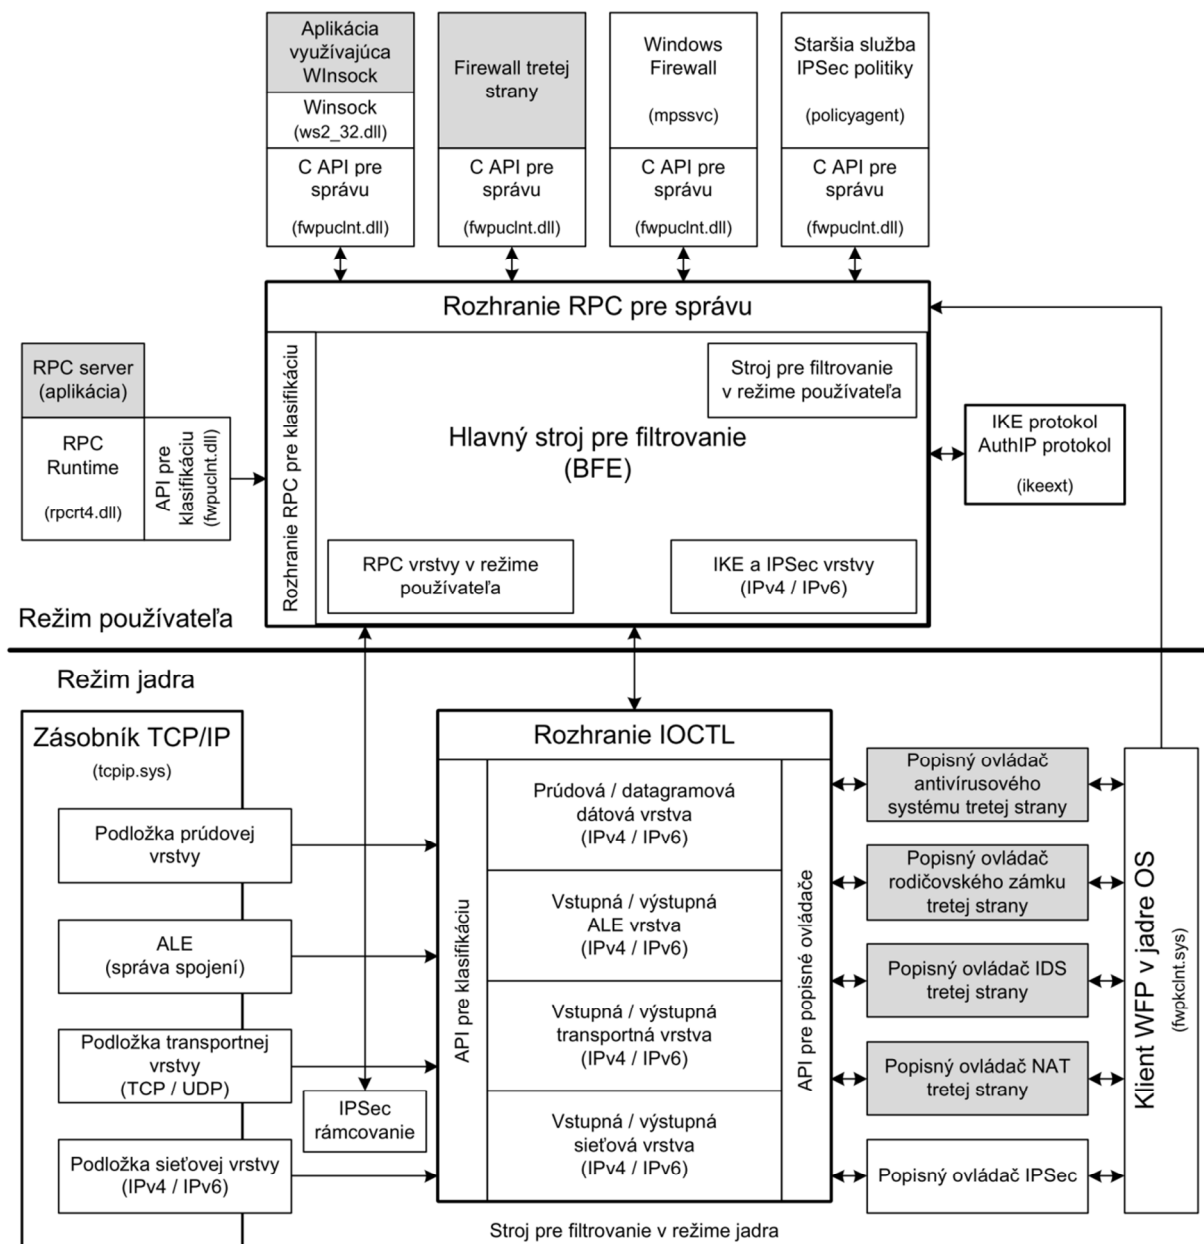 Aplikácia
využívajúca
WInsock
Winsock
(ws2_32.dll)
C API pre
správu
(fwpuclnt.dll)
Firewall tretej
strany
C API pre
správu
(fwpuclnt.dll)
Windows
Firewall
(mpssvc)
C API pre
správu
(fwpuclnt.dll)
Staršia služba
IPSec politiky
(policyagent)
C API pre
správu
(fwpuclnt.dll)
Rozhranie RPC pre správu
Rozhranie RPC pre klasifikáciu
Stroj pre filtrovanie
v režime používateľa
Hlavný stroj pre filtrovanie
(BFE)
RPC vrstvy v režime
používateľa
IKE a IPSec vrstvy
(IPv4 / IPv6)
RPC server
(aplikácia)
RPC
Runtime
(rpcrt4.dll)
API pre
klasifikáciu
(fwpuclnt.dll)
IKE protokol
AuthIP protokol
(ikeext)
Režim používateľa
Režim jadra
Zásobník TCP/IP
(tcpip.sys)
Podložka prúdovej
vrstvy
ALE
(správa spojení)
Podložka transportnej
vrstvy
(TCP / UDP)
Podložka sieťovej vrstvy
(IPv4 / IPv6)
IPSec
rámcovanie
Rozhranie IOCTL
API pre klasifikáciu
Prúdová / datagramová
dátová vrstva
(IPv4 / IPv6)
Vstupná / výstupná
ALE vrstva
(IPv4 / IPv6)
Vstupná / výstupná
transportná vrstva
(IPv4 / IPv6)
Vstupná / výstupná
sieťová vrstva
(IPv4 / IPv6)
API pre popisné ovládače
Stroj pre filtrovanie v režime jadra
Popisný ovládač
antivírusového
systému tretej strany
Popisný ovládač
rodičovského zámku
tretej strany
Popisný ovládač IDS
tretej strany
Popisný ovládač NAT
tretej strany
Popisný ovládač IPSec
Klient WFP v jadre OS
(fwpkclnt.sys)